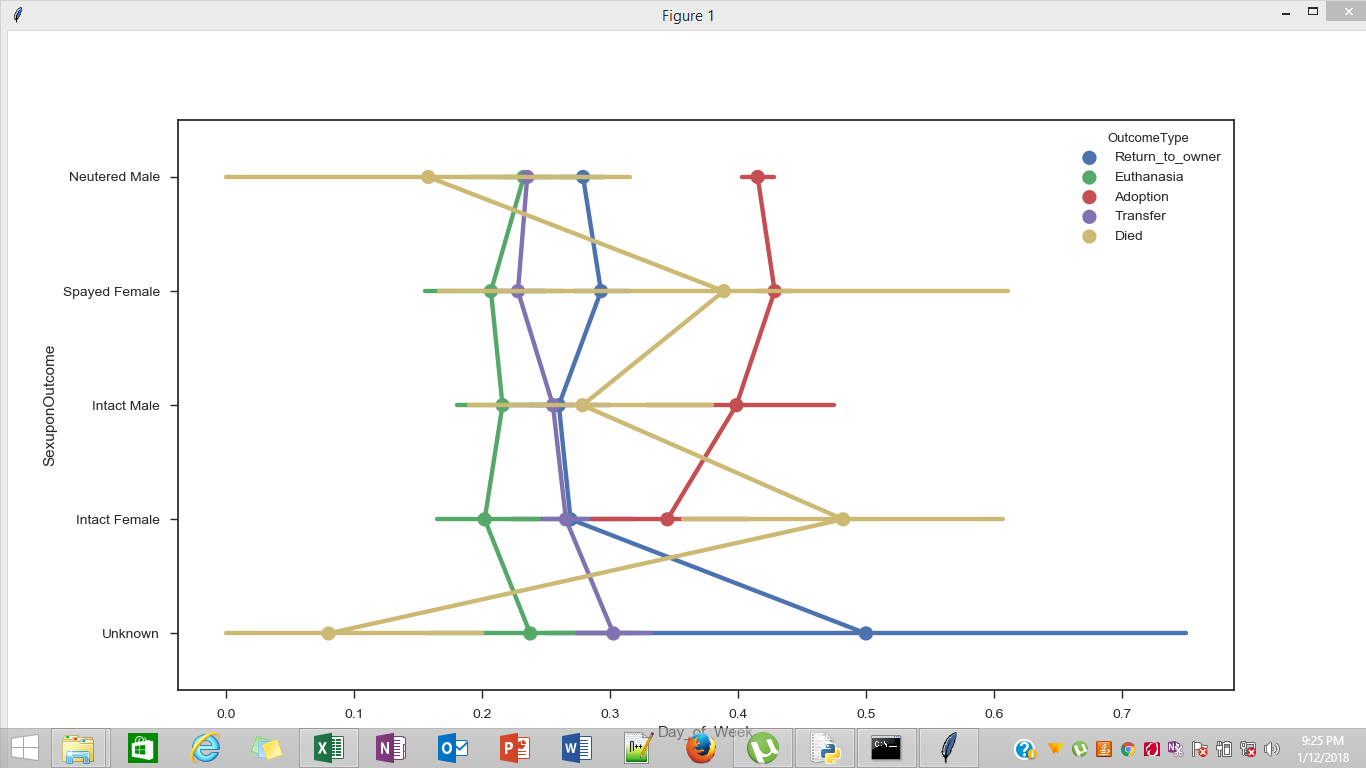 Figure 1
OutcomeType
Return_to_owner
Euthanasia
Adoption
Transfer
Died
Neutered Male
Spayed Female
Intact Male
Intact Female
Unknown
SexuponOutcome
0.0 0.1 0.2 0.3 0.4 0.5 0.6 0.7
Day_of_Week
9:25 PM
1/12/2018